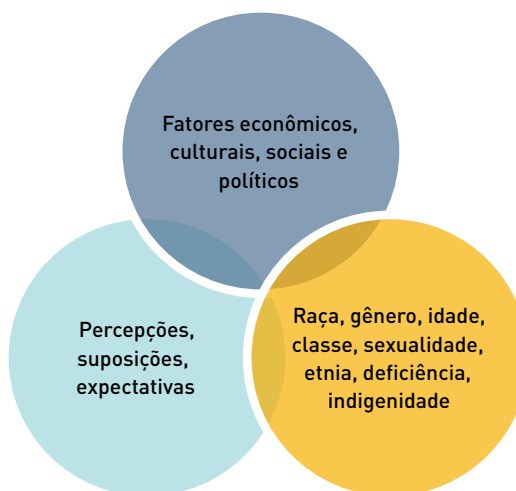 Fatores econômicos,
culturais, sociais e
políticos
Percepções,
suposições,
expectativas
Raça, gênero, idade,
classe, sexualidade,
etnia, deficiência,
indigenidade